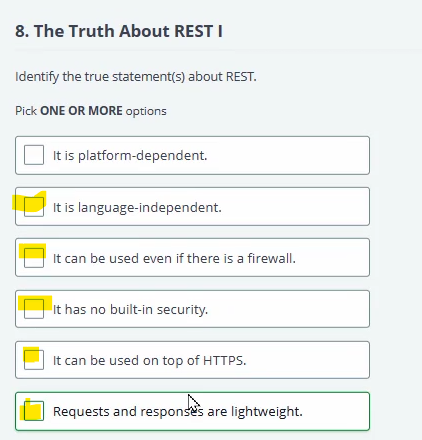 8. The Truth About REST I
Identify the true statement(s) about REST.
Pick ONE OR MORE options
It is platform-dependent.
It is language-independent.
It can be used even if there is a firewall.
It has no built-in security.
It can be used on top of HTTPS.
Requests and responses are lightweight.